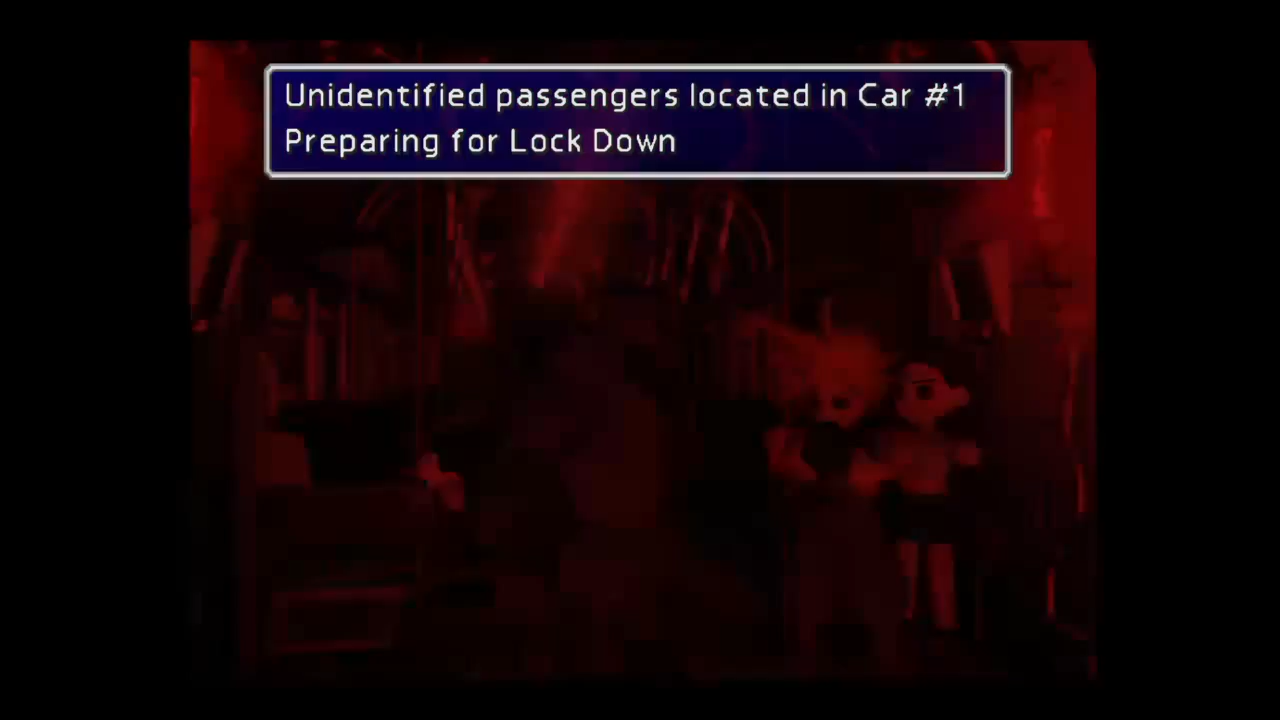 Unidentified passengers located in Car #1
Preparing for Lock Down